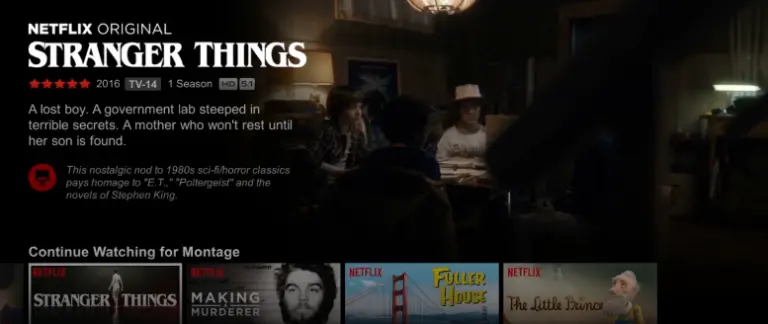 NETFLIX ORIGINAL
STRANGER THINGS
2016 TV-14 1 Season HD 5.1
A lost boy. A government lab steeped in
terrible secrets. A mother who won't rest until
her son is found.
This nostalgic nod to 1980s sci-fi/horror classics
pays homage to "E.T.," "Poltergeist" and the
novels of Stephen King.
Continue Watching for Montage
NETFLIX
STRANGER THINGS
NETFLIX
MAKING
MURDERER
NETFLIX
FULLER
HOUSE
NETFLIX
The Little Prince